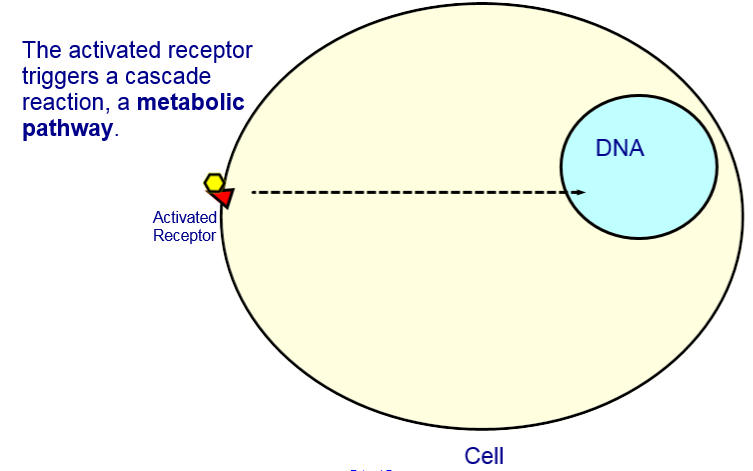 The activated receptor
triggers a cascade
reaction, a metabolic
pathway.
DNA
Activated
Receptor
Cell